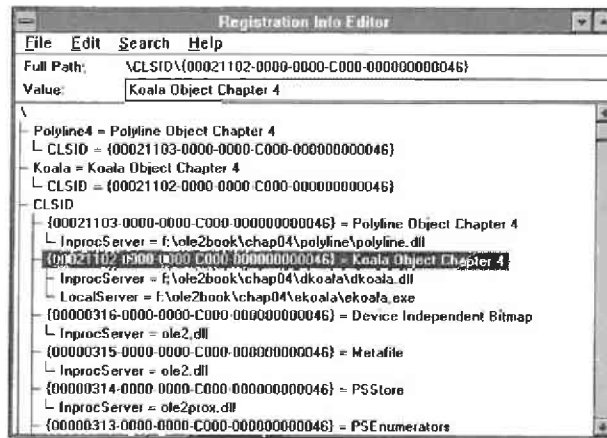 Registration Info Editor
File Edit Search Help
Full Path: \CLSID\{00021102-0000-0000-C000-000000000046}
Value: Koala Object Chapter 4
\
Polyline4 = Polyline Object Chapter 4
CLSID = {00021103-0000-0000-C000-000000000046}
Koala = Koala Object Chapter 4
CLSID = {00021102-0000-0000-C000-000000000046}
CLSID
{00021103-0000-0000-C000-000000000046} = Polyline Object Chapter 4
InprocServer = f:\ole2book\chap04\polyline\polyline.dll
{00021102-0000-0000-C000-000000000046} = Koala Object Chapter 4
InprocServer = f:\ole2book\chap04\dkoala\dkoala.dll
LocalServer = f:\ole2book\chap04\ekoala\ekoala.exe
{00000316-0000-0000-C000-000000000046} = Device Independent Bitmap
InprocServer = ole2.dll
{00000315-0000-0000-C000-000000000046} = Metafile
InprocServer = ole2.dll
{00000314-0000-0000-C000-000000000046} = PSStore
InprocServer = ole2prox.dll
{00000313-0000-0000-C000-000000000046} = PSEnumerators